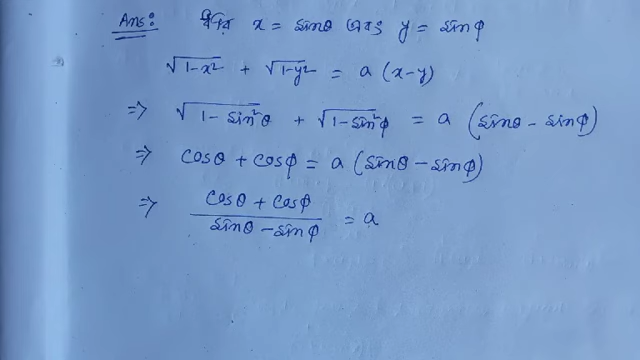 Ans: ধরি x = sinθ এবং y = sinϕ
√1-x² + √1-y² = a (x-y)
⇒ √1-sin²θ + √1-sin²ϕ = a (sinθ - sinϕ)
⇒ cosθ + cosϕ = a (sinθ - sinϕ)
⇒ cosθ + cosϕ / sinθ - sinϕ = a